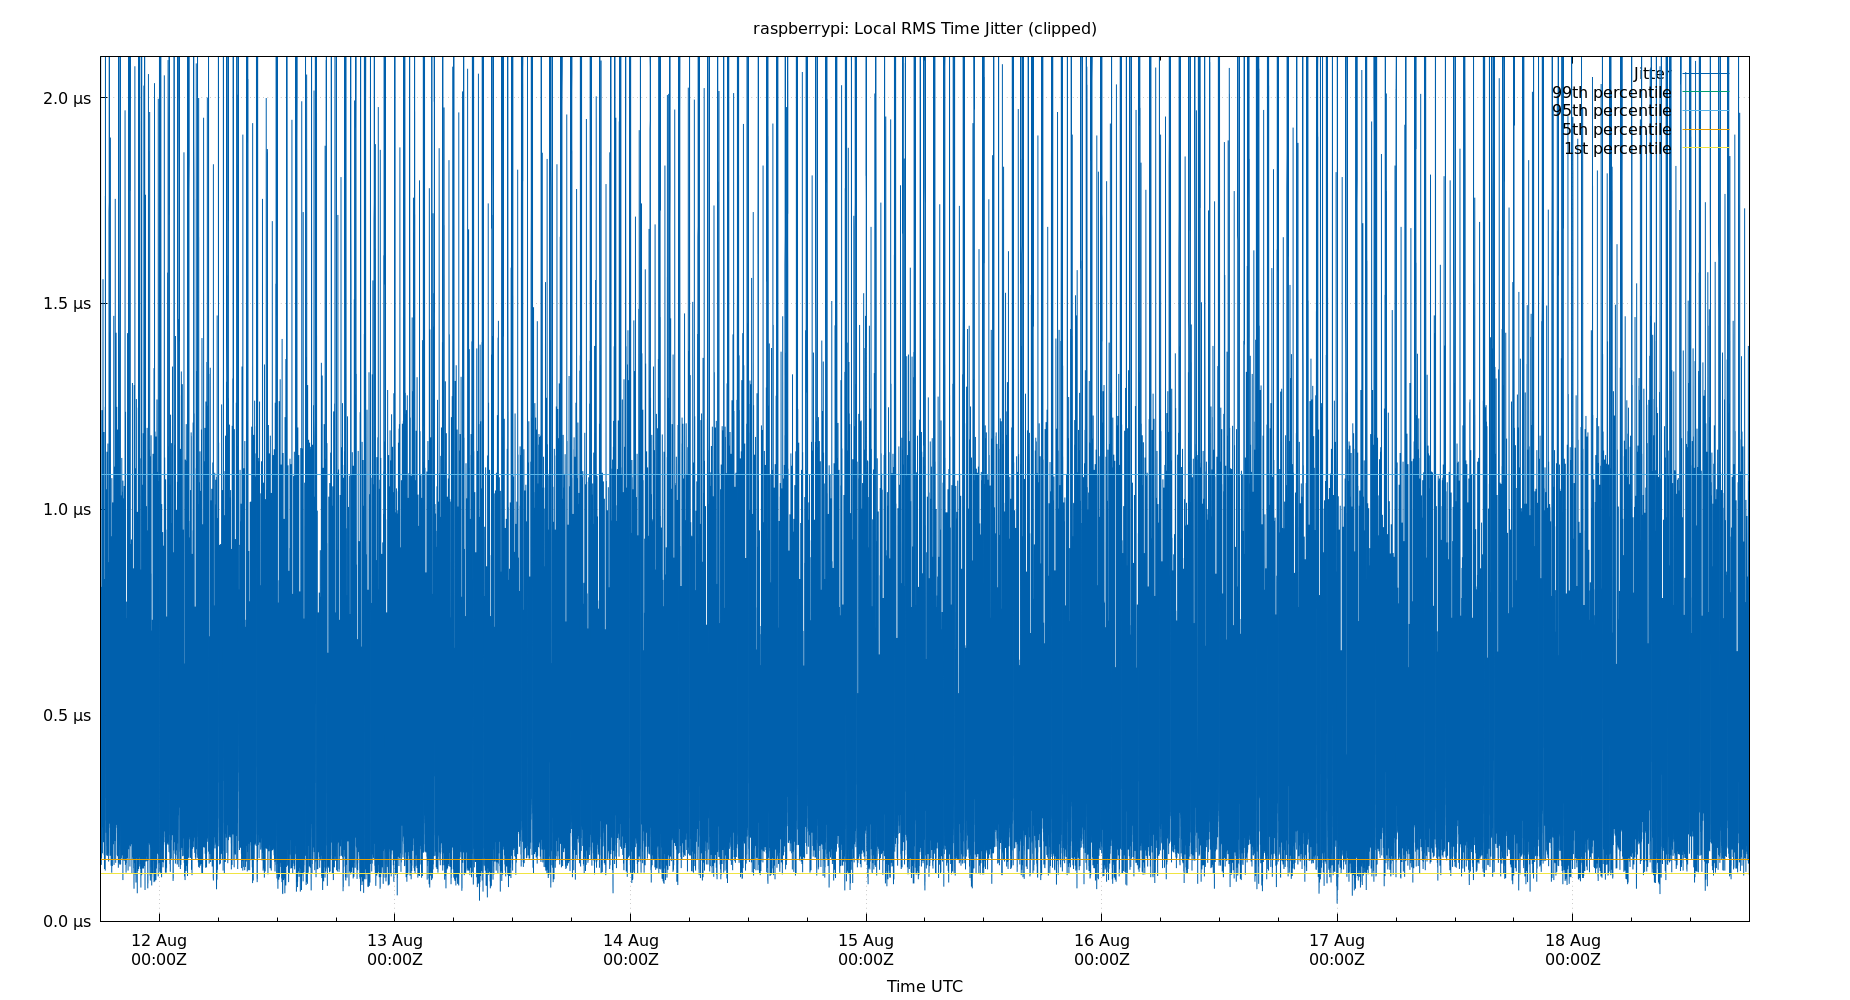 raspberrypi: Local RMS Time Jitter (clipped)
Jitter
99th percentile
95th percentile
5th percentile
1st percentile
2.0 µs
1.5 µs
1.0 µs
0.5 µs
0.0 µs
12 Aug 13 Aug 14 Aug 15 Aug 16 Aug 17 Aug 18 Aug
00:00Z 00:00Z 00:00Z 00:00Z 00:00Z 00:00Z 00:00Z
Time UTC